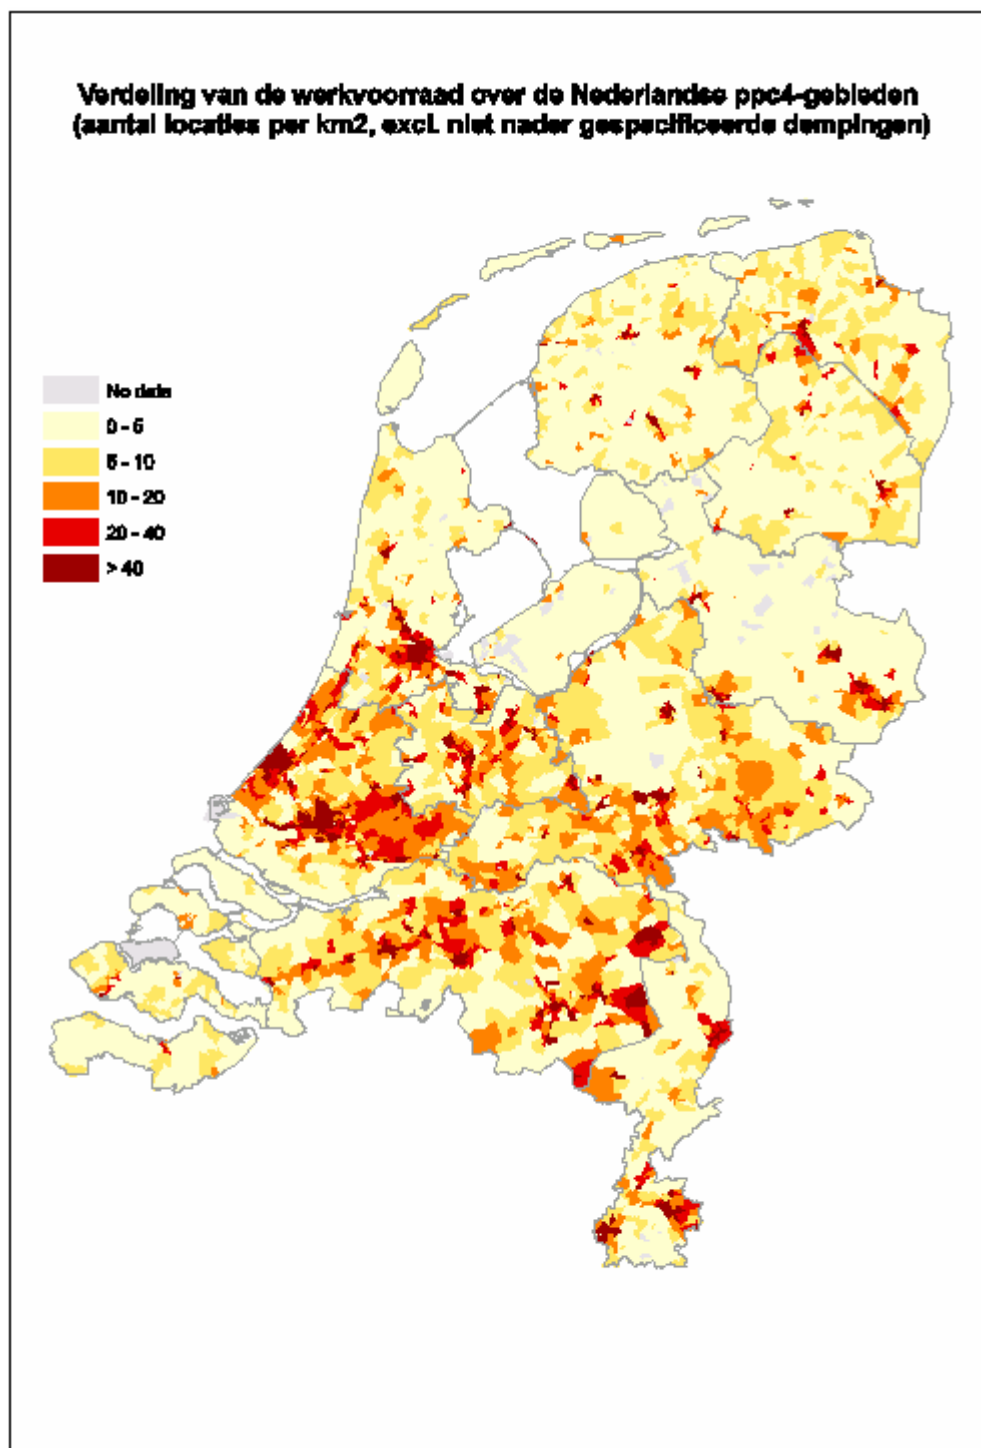 Verdeling van de werkvoorraad over de Nederlandse ppc4-gebieden
(aantal locaties per km2, excl. niet nader gespecificeerde dempingen)
No data
0 - 5
5 - 10
10 - 20
20 - 40
> 40